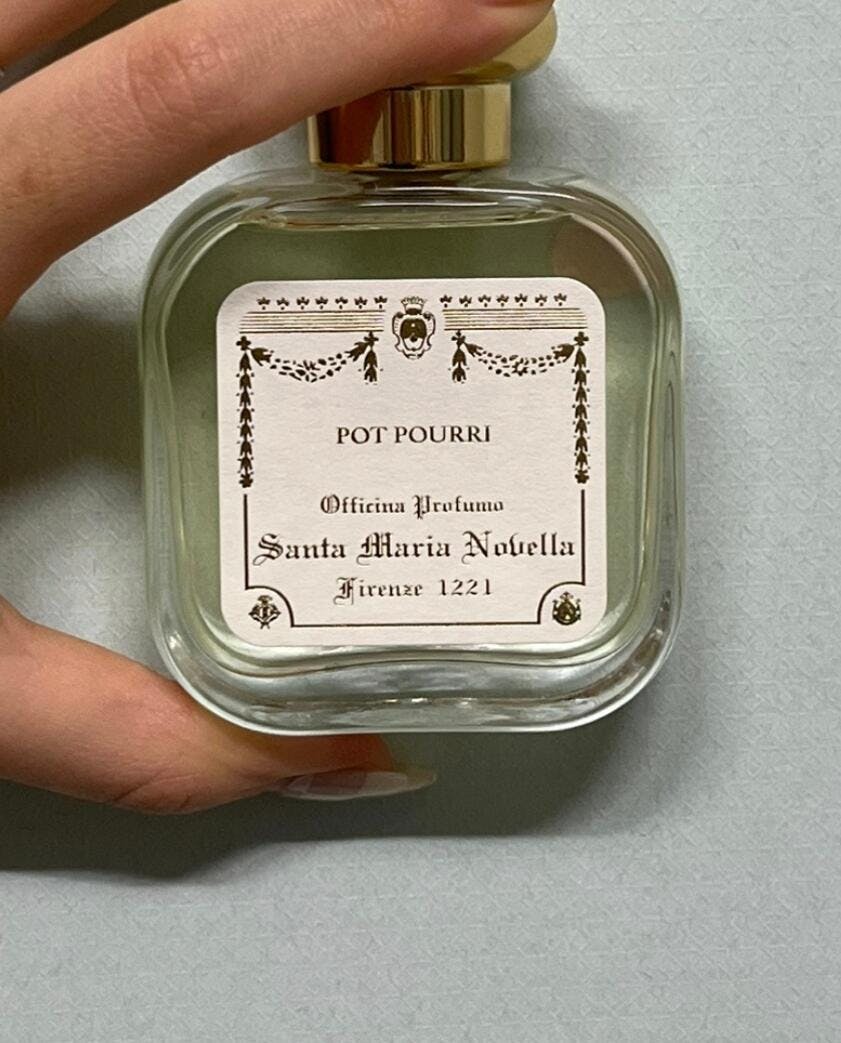 POT POURRI
Officina Profumo
Santa Maria Novella
Firenze 1221